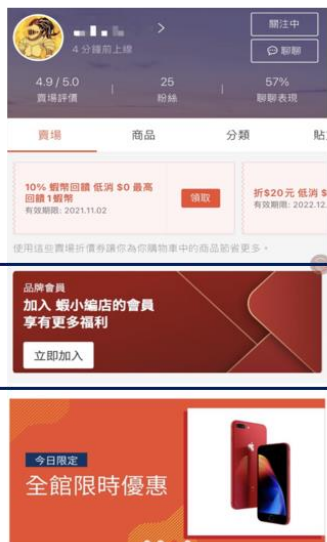 關注中
4 分鐘前上線
聊聊
4.9 / 5.0
25
57%
賣場評價
粉絲
聊聊表現
賣場
商品
分類
貼
10% 蝦幣回饋 低消 $0 最高
回饋 1 蝦幣
有效期限: 2021.11.02
領取
折$20元 低消 $
有效期限: 2022.12.
使用這些賣場折價券讓你為你購物車中的商品節省更多。
品牌會員
加入 蝦小編店的會員
享有更多福利
立即加入
今日限定
全館限時優惠